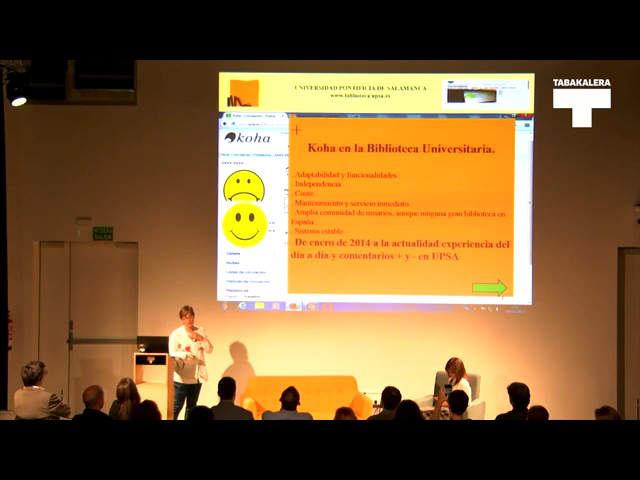 TABAKALERA
UNIVERSIDAD PONTIFICIA DE SALAMANCA
www.biblioteca.upsa.es
koha
Koha en la Biblioteca Universitaria.
Adaptabilidad y funcionalidades
Independencia
Coste
Mantenimiento y servicio inmediato
Amplia comunidad de usuarios, aunque ninguna gran biblioteca en
España
Sistema estable
De enero de 2014 a la actualidad experiencia del
día a día y comentarios + y - en UPSA
Detalle